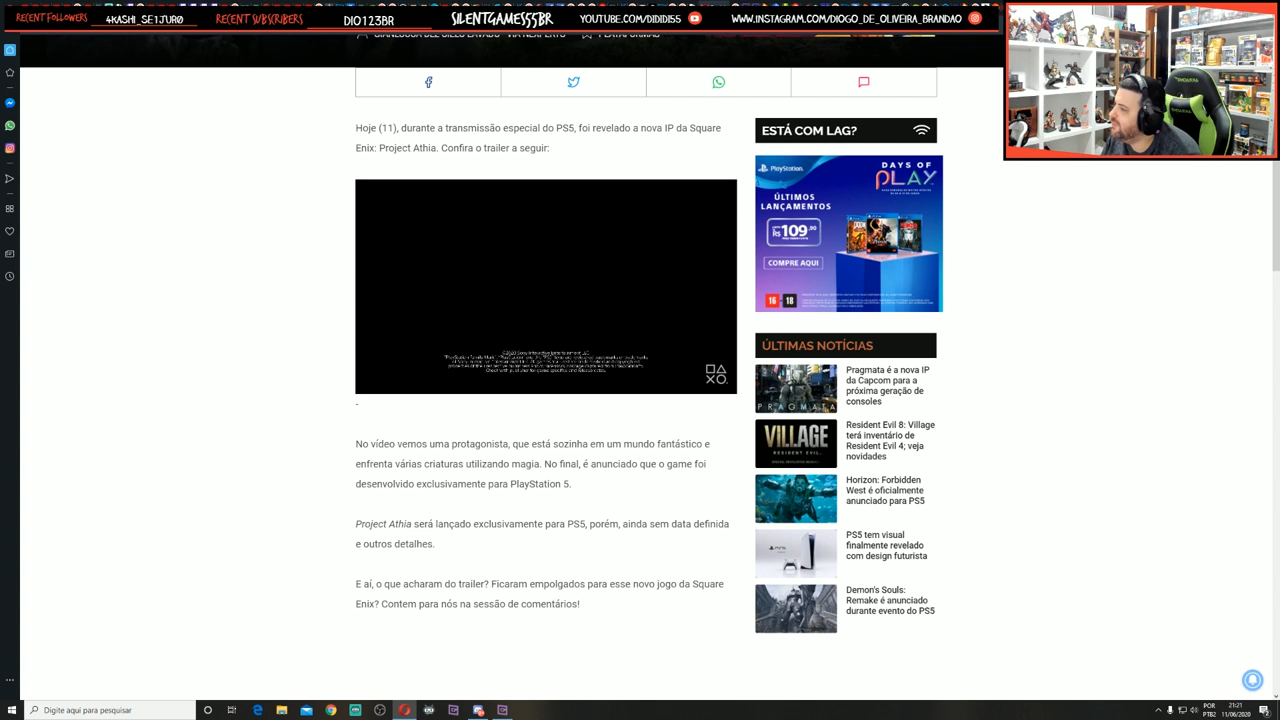 RECENT FOLLOWERS
4KASHI_SE1JURO
RECENT SUBSCRIBERS
DIO123BR
SILENTGAMES55BR
YOUTUBE.COM/DIDIDI55
WWW.INSTAGRAM.COM/DIOGO_DE_OLIVEIRA_BRANDAO
Hoje (11), durante a transmissão especial do PS5, foi revelado a nova IP da Square
Enix: Project Athia. Confira o trailer a seguir:
-
No vídeo vemos uma protagonista, que está sozinha em um mundo fantástico e
enfrenta várias criaturas utilizando magia. No final, é anunciado que o game foi
desenvolvido exclusivamente para PlayStation 5.
Project Athia será lançado exclusivamente para PS5, porém, ainda sem data definida
e outros detalhes.
E aí, o que acharam do trailer? Ficaram empolgados para esse novo jogo da Square
Enix? Contem para nós na sessão de comentários!
ESTÁ COM LAG?
PlayStation
DAYS OF
PLAY
ÚLTIMOS
LANÇAMENTOS
R$ 109,90
COMPRE AQUI
16 - 18
ÚLTIMAS NOTÍCIAS
PRAGMATA
Pragmata é a nova IP
da Capcom para a
próxima geração de
consoles
VILLAGE
RESIDENT EVIL
Resident Evil 8: Village
terá inventário de
Resident Evil 4; veja
novidades
Horizon: Forbidden
West é oficialmente
anunciado para PS5
PS5 tem visual
finalmente revelado
com design futurista
Demon's Souls:
Remake é anunciado
durante evento do PS5
Digite aqui para pesquisar
POR
PTB2
21:21
11/06/2020